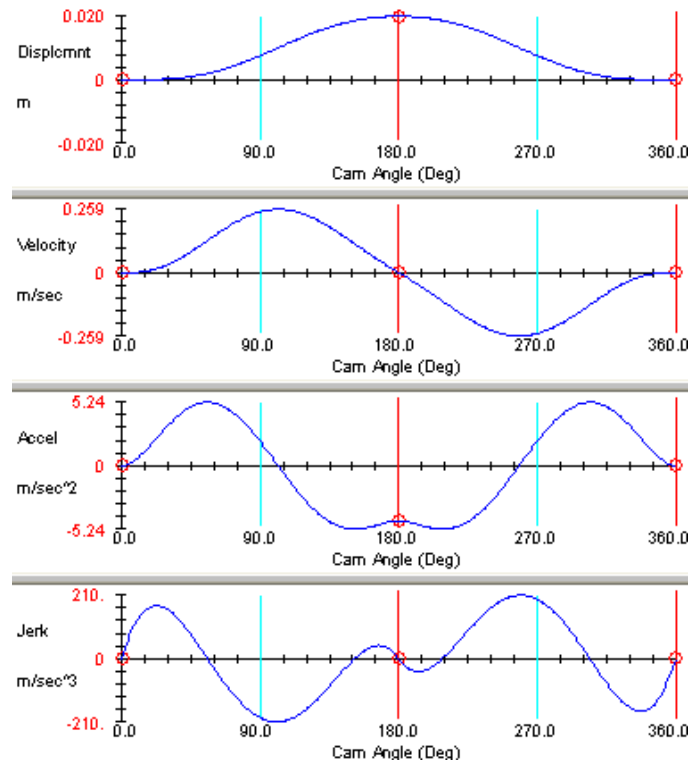 0.020
Displcmnt
0
m
-0.020
0.0 90.0 180.0 270.0 360.0
Cam Angle (Deg)
0.259
Velocity
0
m/sec
-0.259
0.0 90.0 180.0 270.0 360.0
Cam Angle (Deg)
5.24
Accel
0
m/sec^2
-5.24
0.0 90.0 180.0 270.0 360.0
Cam Angle (Deg)
210.
Jerk
0
m/sec^3
-210.
0.0 90.0 180.0 270.0 360.0
Cam Angle (Deg)